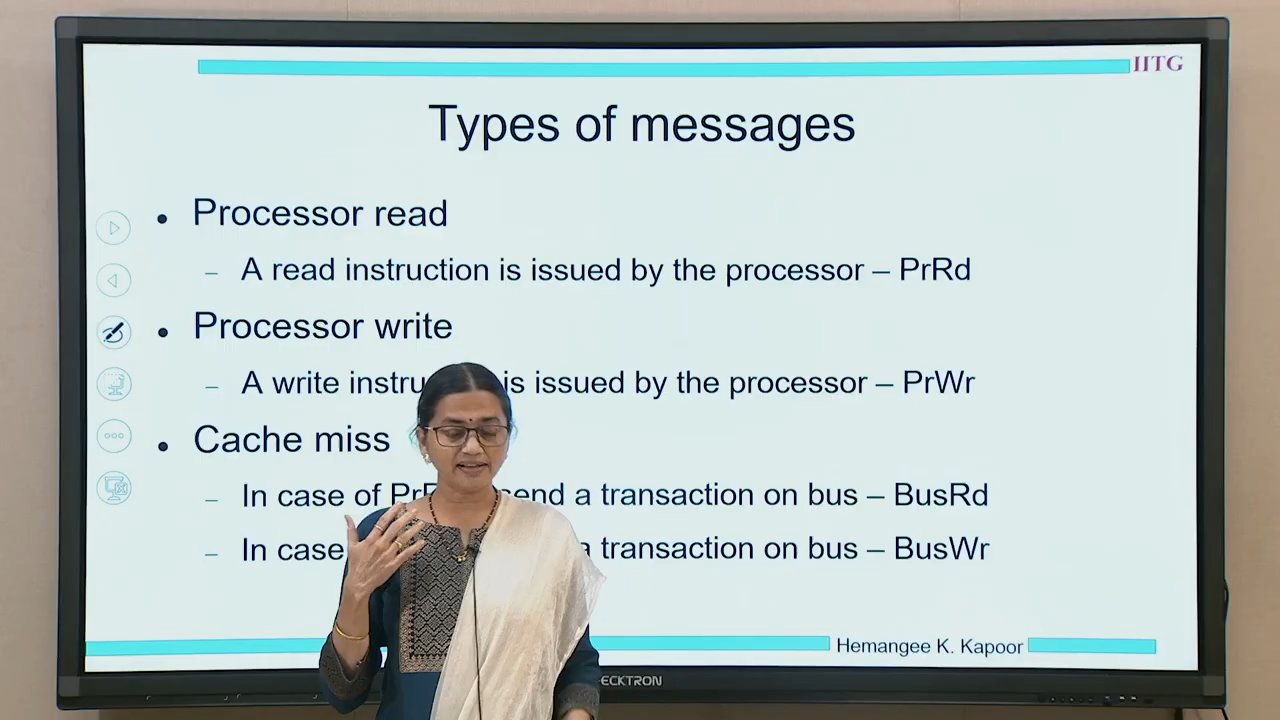 IITG
Types of messages
• Processor read
– A read instruction is issued by the processor – PrRd
• Processor write
– A write instru is issued by the processor – PrWr
• Cache miss
– In case of send a transaction on bus – BusRd
– In case a transaction on bus – BusWr
Hemangee K. Kapoor
ECKTRON